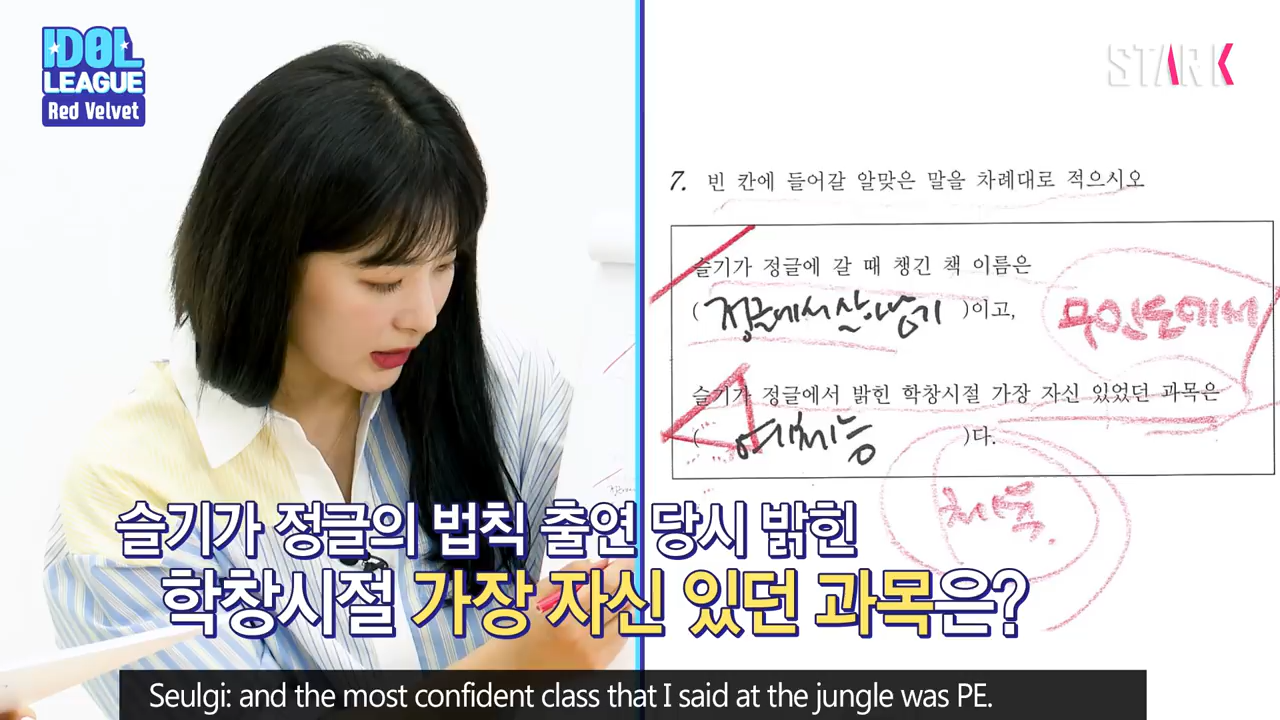 IDOL
LEAGUE
Red Velvet
STAR K
7. 빈 칸에 들어갈 알맞은 말을 차례대로 적으시오
슬기가 정글에 갈 때 챙긴 책 이름은
( 정글에서 살아남기 )이고,
무인도에서
슬기가 정글에서 밝힌 학창시절 가장 자신 있었던 과목은
( 예체능 )다.
체육.
슬기가 정글의 법칙 출연 당시 밝힌
학창시절 가장 자신 있던 과목은?
Seulgi: and the most confident class that I said at the jungle was PE.